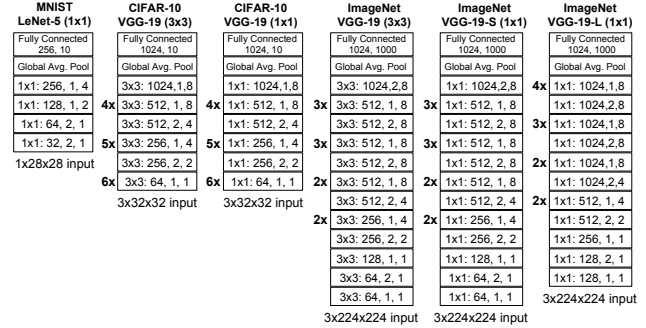 MNIST
LeNet-5 (1x1)
Fully Connected
256, 10
Global Avg. Pool
1x1: 256, 1, 4
1x1: 128, 1, 2
1x1: 64, 2, 1
1x1: 32, 2, 1
1x28x28 input
CIFAR-10
VGG-19 (3x3)
Fully Connected
1024, 10
Global Avg. Pool
3x3: 1024,1,8
4x 3x3: 512, 1, 8
3x3: 512, 2, 4
5x 3x3: 256, 1, 4
3x3: 256, 2, 2
6x 3x3: 64, 1, 1
3x32x32 input
CIFAR-10
VGG-19 (1x1)
Fully Connected
1024, 10
Global Avg. Pool
1x1: 1024,1,8
4x 1x1: 512, 1, 8
1x1: 512, 2, 4
5x 1x1: 256, 1, 4
1x1: 256, 2, 2
6x 1x1: 64, 1, 1
3x32x32 input
ImageNet
VGG-19 (3x3)
Fully Connected
1024, 1000
Global Avg. Pool
3x3: 1024,2,8
3x 3x3: 512, 1, 8
3x3: 512, 2, 8
3x 3x3: 512, 1, 8
3x3: 512, 2, 8
2x 3x3: 512, 1, 8
3x3: 512, 2, 4
2x 3x3: 256, 1, 4
3x3: 256, 2, 2
3x3: 128, 1, 1
3x3: 64, 2, 1
3x3: 64, 1, 1
3x224x224 input
ImageNet
VGG-19-S (1x1)
Fully Connected
1024, 1000
Global Avg. Pool
1x1: 1024,2,8
3x 1x1: 512, 1, 8
1x1: 512, 2, 8
3x 1x1: 512, 1, 8
1x1: 512, 2, 8
2x 1x1: 512, 1, 8
1x1: 512, 2, 4
2x 1x1: 256, 1, 4
1x1: 256, 2, 2
1x1: 128, 1, 1
1x1: 64, 2, 1
1x1: 64, 1, 1
3x224x224 input
ImageNet
VGG-19-L (1x1)
Fully Connected
1024, 1000
Global Avg. Pool
4x 1x1: 1024,1,8
1x1: 1024,2,8
3x 1x1: 1024,1,8
1x1: 1024,2,8
2x 1x1: 1024,1,8
1x1: 1024,2,4
2x 1x1: 512, 1, 4
1x1: 512, 2, 2
1x1: 256, 1, 1
1x1: 128, 2, 1
1x1: 128, 1, 1
3x224x224 input